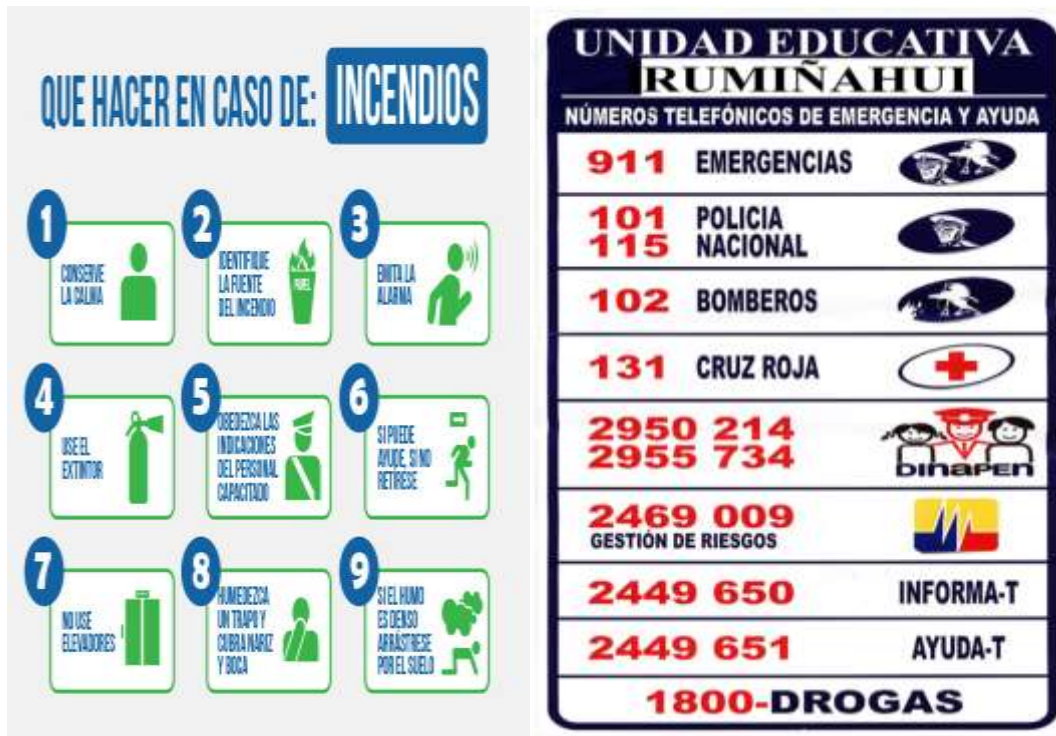 QUE HACER EN CASO DE: INCENDIOS
1
CONSERVE
LA CALMA
2
IDENTIFIQUE
LA FUENTE
DEL INCENDIO
PAPEL
3
EMITA LA
ALARMA
4
USE EL
EXTINTOR
5
OBEDEZCA LAS
INDICACIONES
DEL PERSONAL
CAPACITADO
6
SI PUEDE
AYUDE, SI NO
RETÍRESE
7
NO USE
ELEVADORES
8
HUMEDEZCA
UN TRAPO Y
CUBRA NARIZ
Y BOCA
9
SI EL HUMO
ES DENSO
ARRÁSTRESE
POR EL SUELO
UNIDAD EDUCATIVA
RUMIÑAHUI
NÚMEROS TELEFÓNICOS DE EMERGENCIA Y AYUDA
911 EMERGENCIAS
101 POLICIA
115 NACIONAL
102 BOMBEROS
131 CRUZ ROJA
2950 214
2955 734
DINAPEN
2469 009
GESTIÓN DE RIESGOS
2449 650 INFORMA-T
2449 651 AYUDA-T
1800-DROGAS